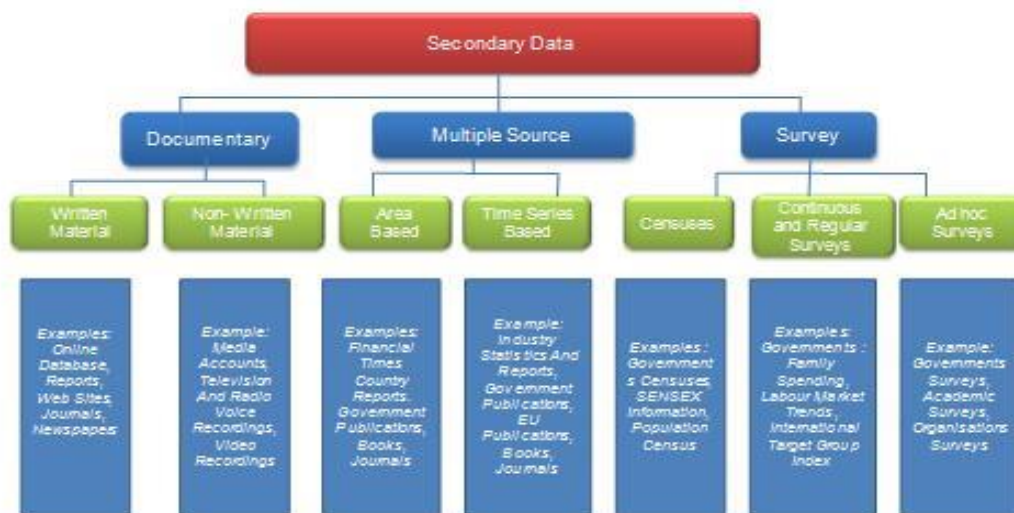 Secondary Data
Documentary
Multiple Source
Survey
Written
Material
Non- Written
Material
Area
Based
Time Series
Based
Censuses
Continuous
and Regular
Surveys
Ad hoc
Surveys
Examples:
Online
Database,
Reports,
Web Sites,
Journals,
Newspapers
Example:
Media
Accounts,
Television
And Radio
Voice
Recordings,
Video
Recordings
Examples:
Financial
Times
Country
Reports.
Government
Publications,
Books,
Journals
Example:
Industry
Statistics And
Reports,
Government
Publications,
EU
Publications,
Books,
Journals
Examples :
Government
s Censuses,
SENSEX
Information,
Population
Census
Examples:
Governments :
Family
Spending,
Labour Market
Trends,
International
Target Group
Index
Example:
Governments
Surveys,
Academic
Surveys,
Organisations
Surveys